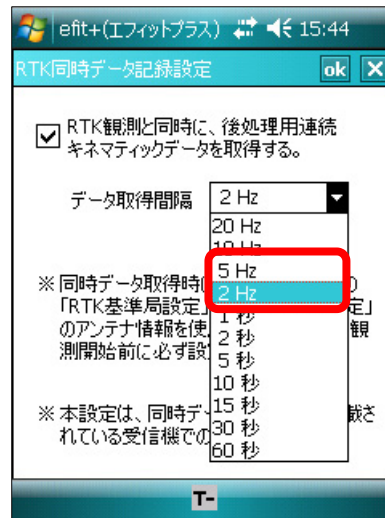 efit+(エフィットプラス) 15:44
RTK同時データ記録設定 ok
RTK観測と同時に、後処理用連続
キネマティックデータを取得する。
データ取得間隔 2 Hz
20 Hz
10 Hz
5 Hz
2 Hz
1 秒
2 秒
5 秒
10 秒
15 秒
30 秒
60 秒
※ 同時データ取得時
「RTK基準局設定」 定」
のアンテナ情報を使 観
測開始前に必ず設
※ 本設定は、同時デ 載さ
れている受信機での
T-